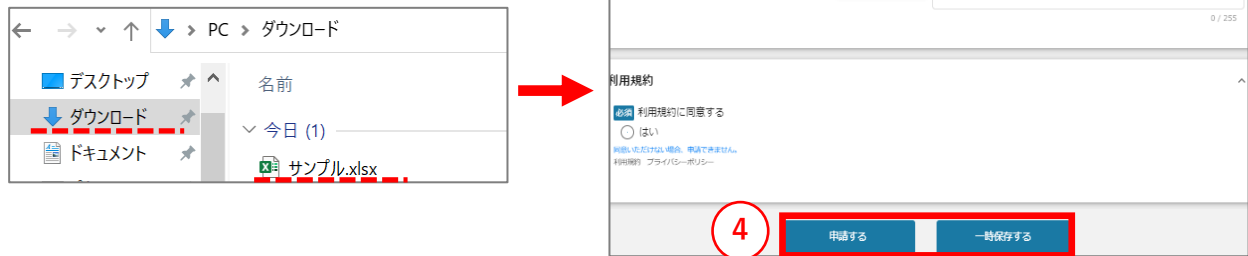 PC > ダウンロード
デスクトップ
ダウンロード
ドキュメント
名前
今日 (1)
サンプル.xlsx
0 / 255
利用規約
必須 利用規約に同意する
はい
同意いただけない場合、申請できません。
利用規約 プライバシーポリシー
4
申請する
一時保存する